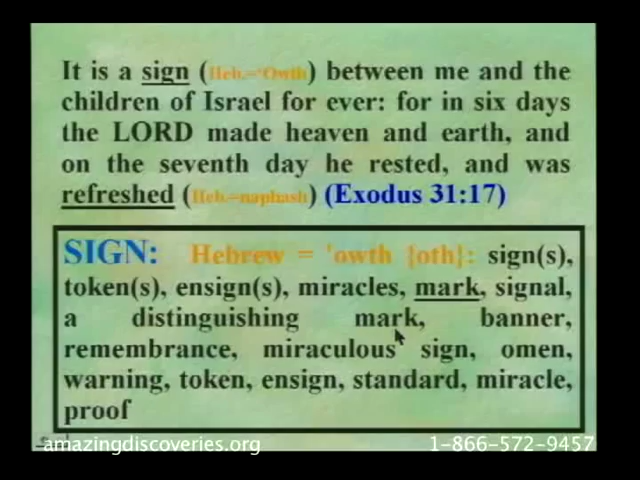 It is a sign (Heb.='Owth) between me and the
children of Israel for ever: for in six days
the LORD made heaven and earth, and
on the seventh day he rested, and was
refreshed (Heb.=naphash) (Exodus 31:17)
SIGN: Hebrew = 'owth {oth}: sign(s),
token(s), ensign(s), miracles, mark, signal,
a distinguishing mark, banner,
remembrance, miraculous sign, omen,
warning, token, ensign, standard, miracle,
proof
amazingdiscoveries.org 1-866-572-9457